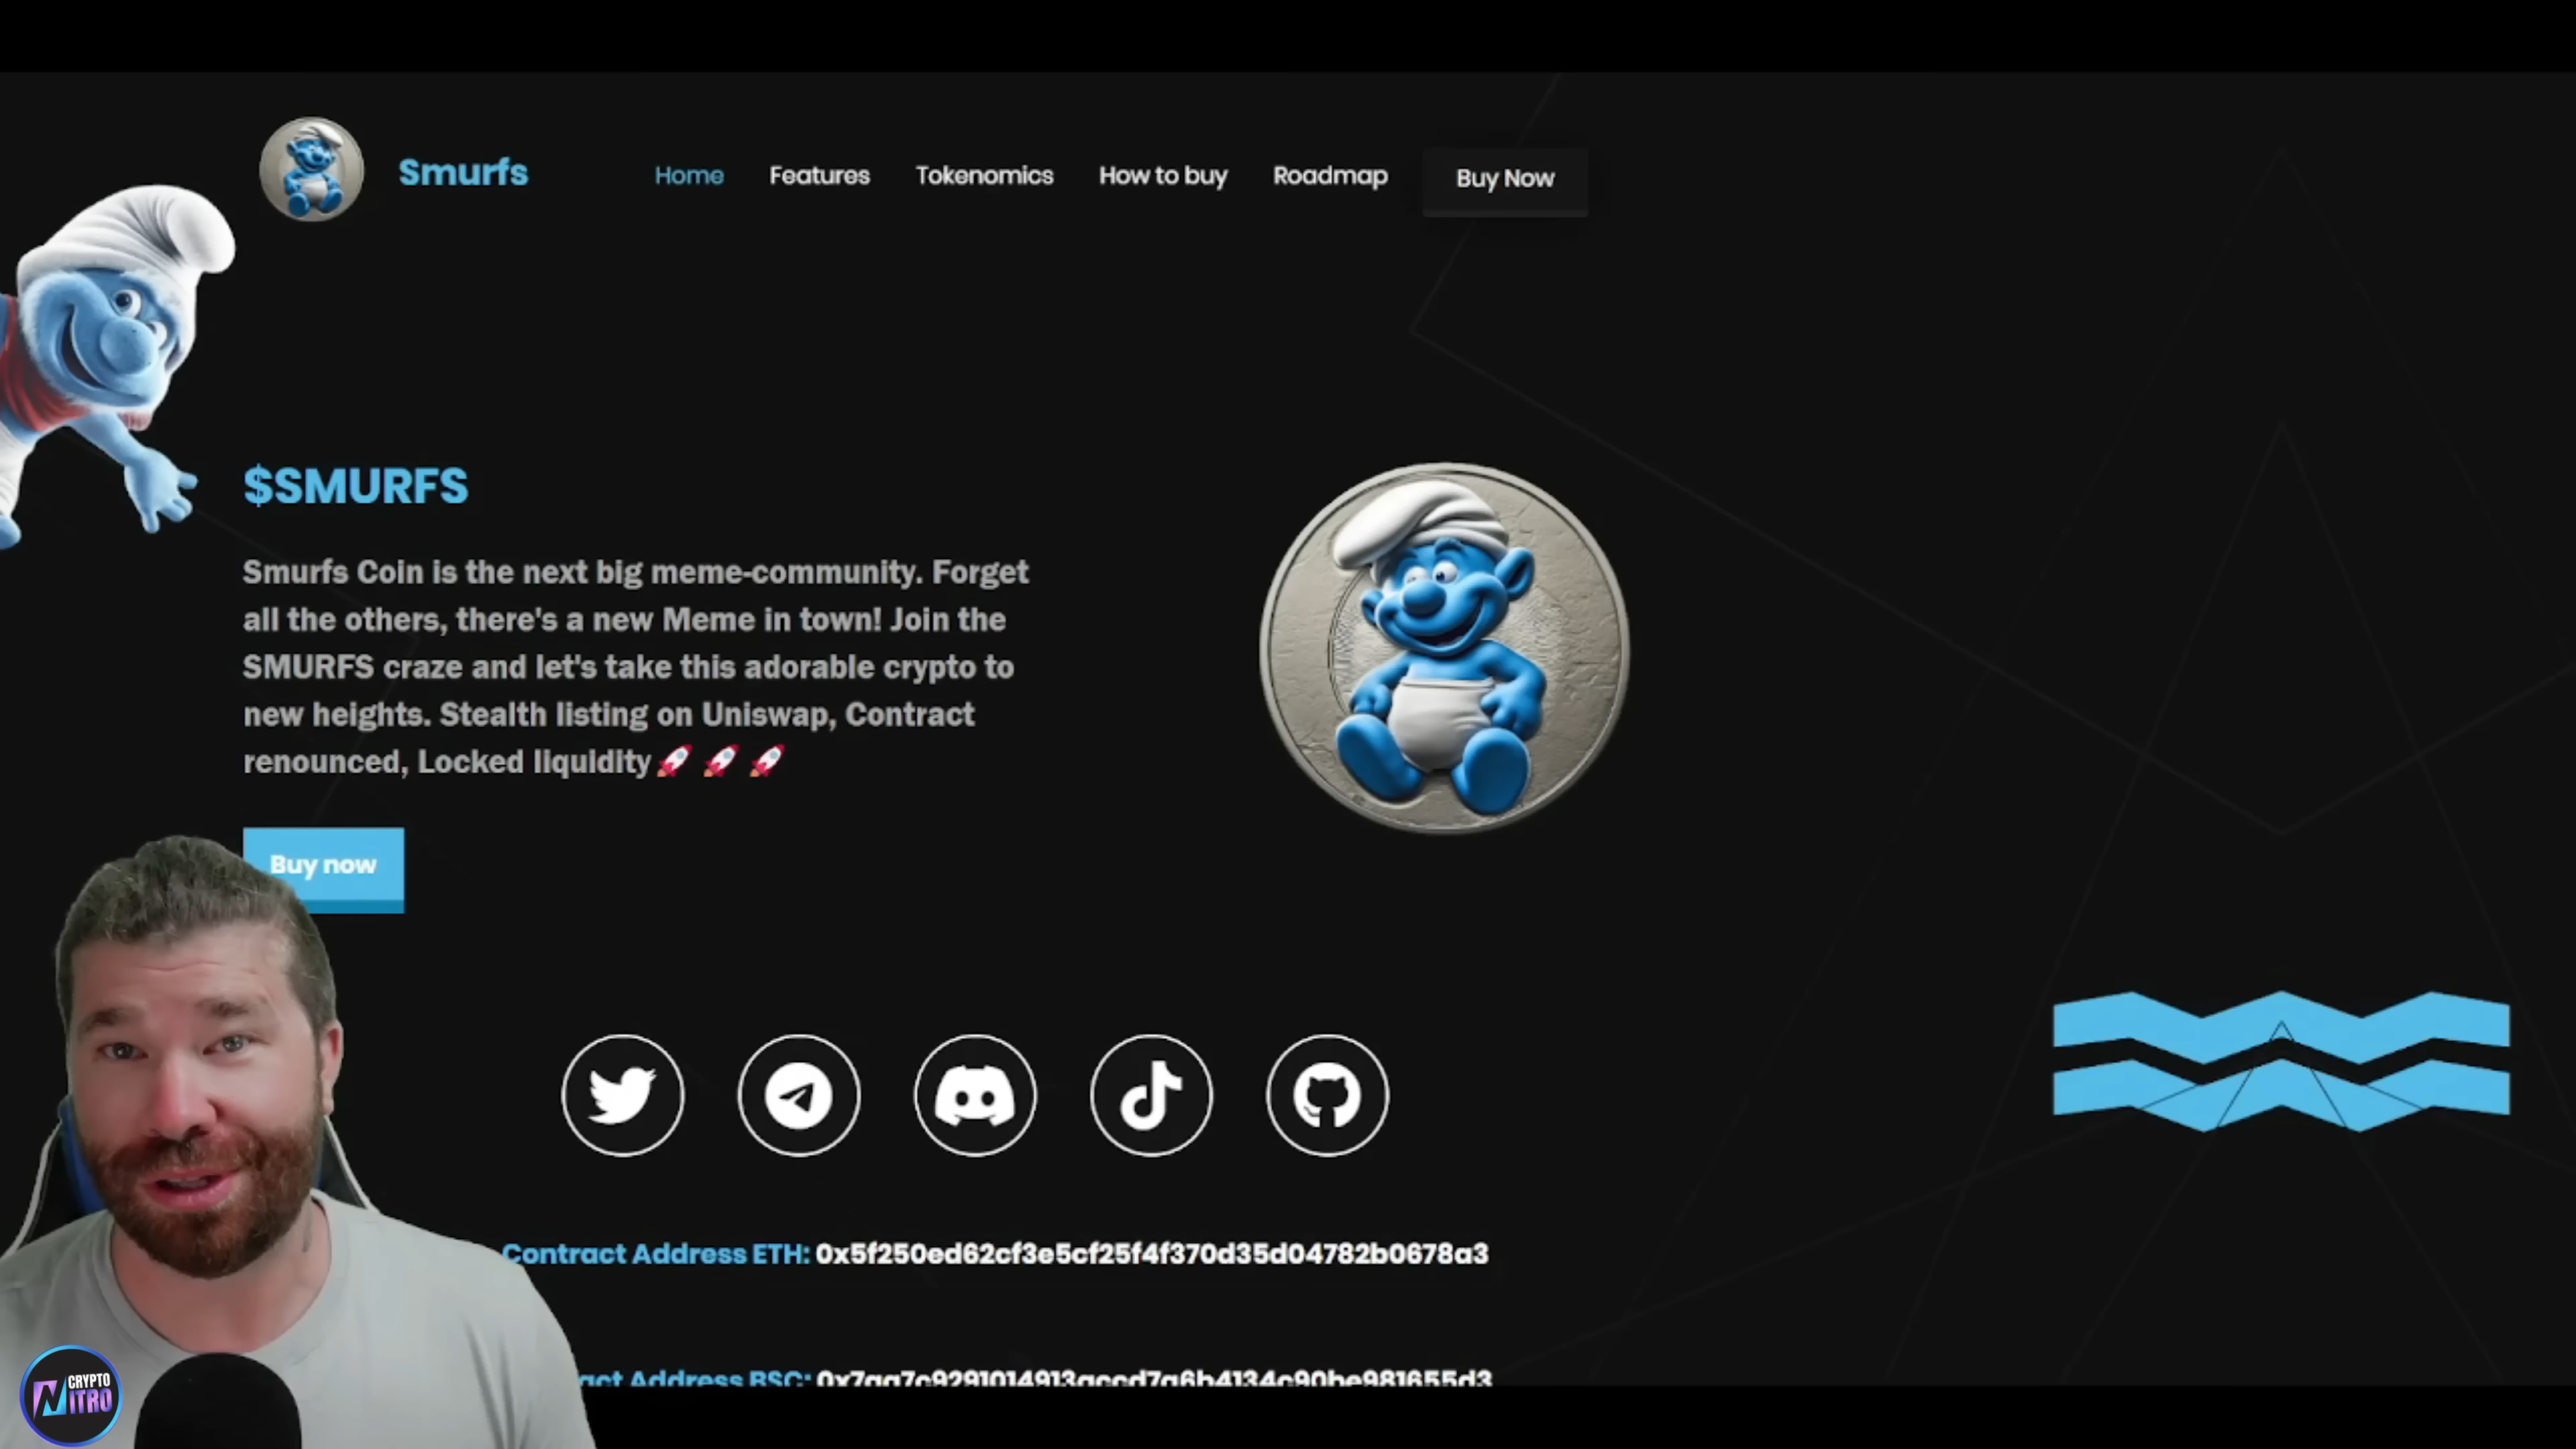 Smurfs
Home
Features
Tokenomics
How to buy
Roadmap
Buy Now
$SMURFS
Smurfs Coin is the next big meme-community. Forget
all the others, there's a new Meme in town! Join the
SMURFS craze and let's take this adorable crypto to
new heights. Stealth listing on Uniswap, Contract
renounced, Locked liquidity🚀 🚀 🚀
Buy now
Contract Address ETH: 0x5f250ed62cf3e5cf25f4f370d35d04782b0678a3
Address BSC: 0x7aa7c9291014913accd7a6b4134c90be981655d3
CRYPTO
NITRO